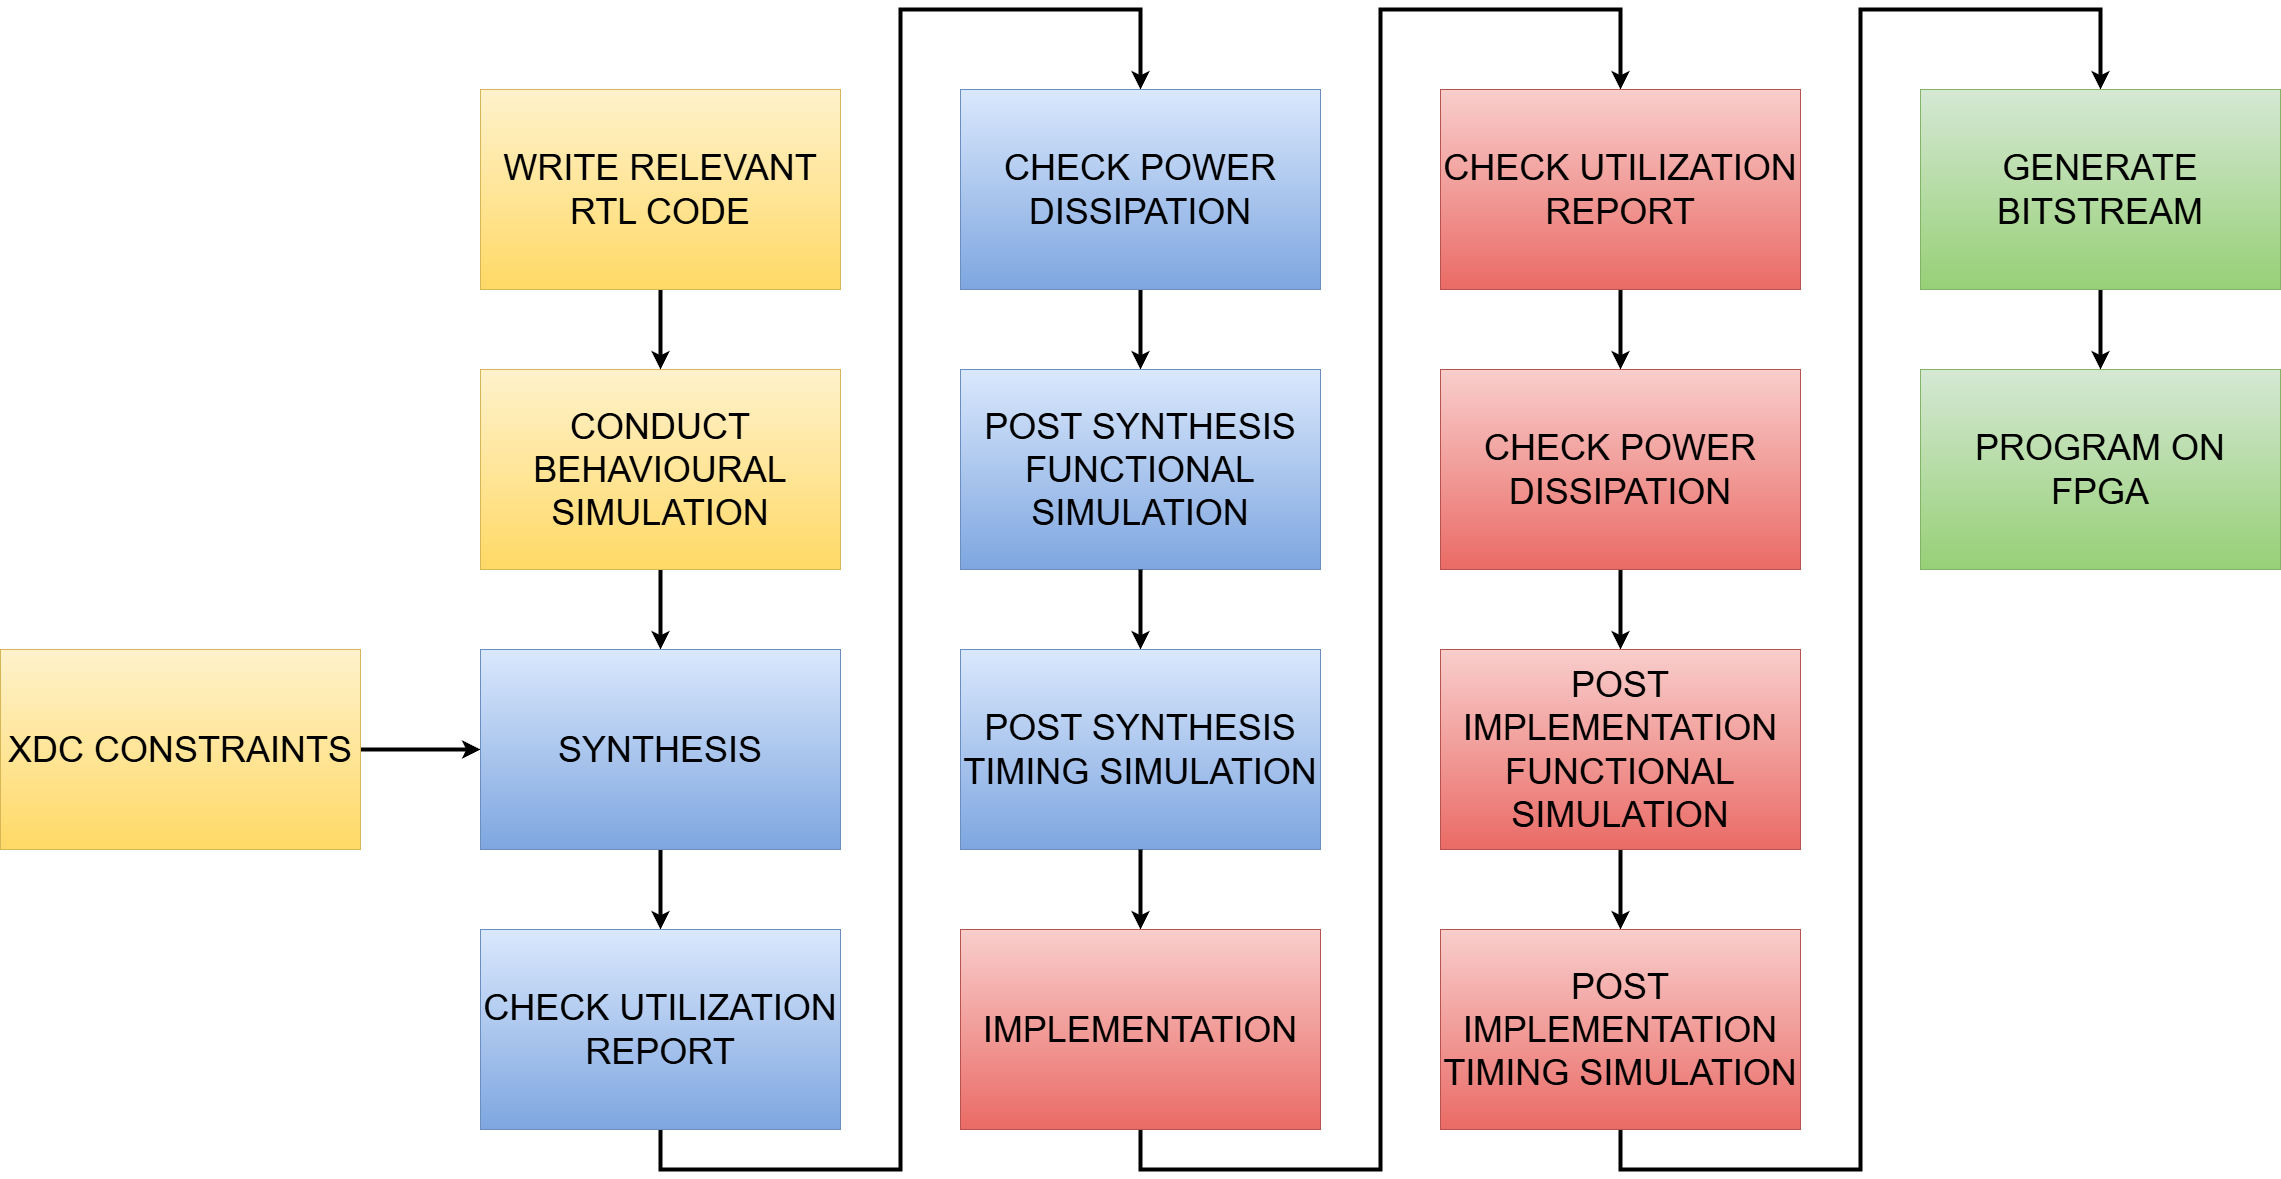 WRITE RELEVANT
RTL CODE
CONDUCT
BEHAVIOURAL
SIMULATION
XDC CONSTRAINTS
SYNTHESIS
CHECK UTILIZATION
REPORT
CHECK POWER
DISSIPATION
POST SYNTHESIS
FUNCTIONAL
SIMULATION
POST SYNTHESIS
TIMING SIMULATION
IMPLEMENTATION
CHECK UTILIZATION
REPORT
CHECK POWER
DISSIPATION
POST
IMPLEMENTATION
FUNCTIONAL
SIMULATION
POST
IMPLEMENTATION
TIMING SIMULATION
GENERATE
BITSTREAM
PROGRAM ON
FPGA